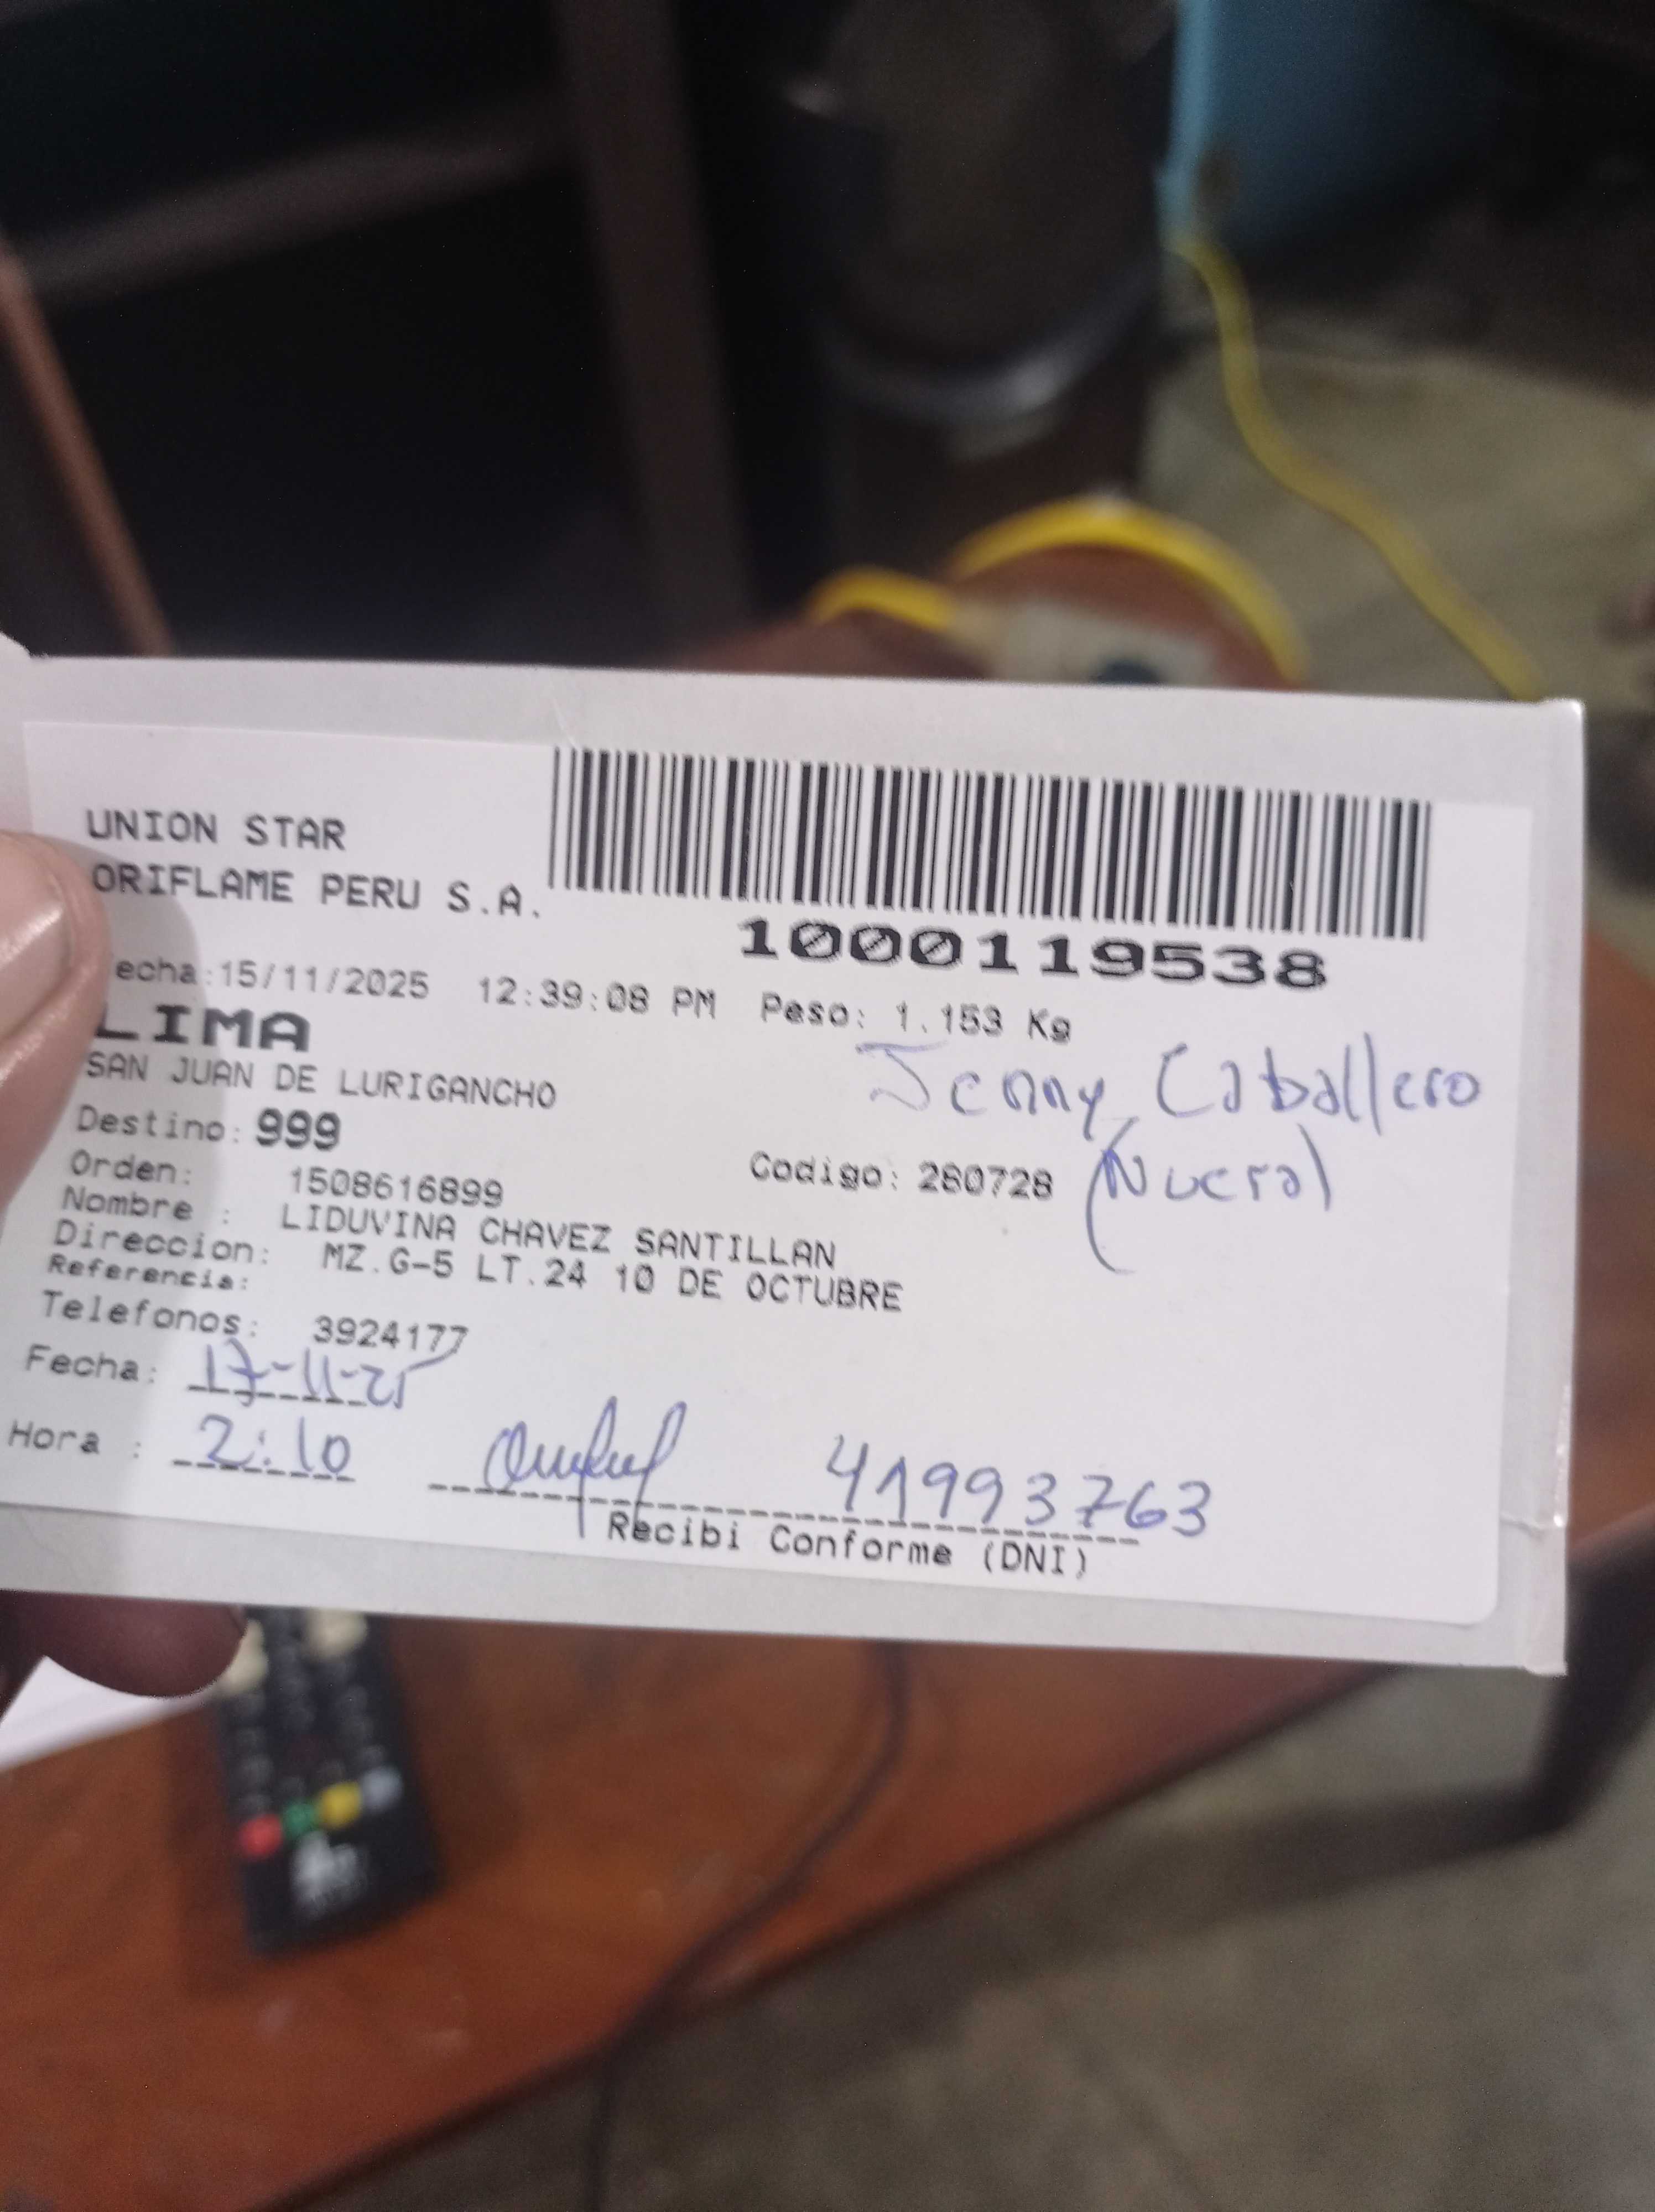 UNION STAR
ORIFLAME PERU S.A.
1000119538
echa:15/11/2025 12:39:08 PM Peso: 1.153 Kg
LIMA
SAN JUAN DE LURIGANCHO
Jenny Caballero
Destino: 999
(Nuera)
Orden: 1508616899 Codigo: 280728
Nombre : LIDUVINA CHAVEZ SANTILLAN
Direccion: MZ.G-5 LT.24 10 DE OCTUBRE
Referencia:
Telefonos: 3924177
Fecha: 17-11-25
Hora : 2:10 41993763
Recibi Conforme (DNI)